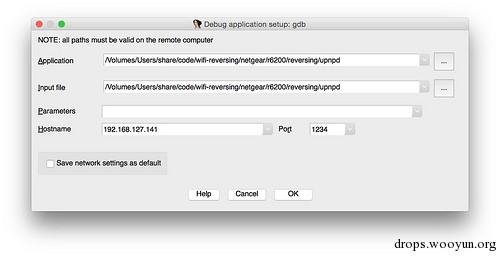 Debug application setup: gdb
NOTE: all paths must be valid on the remote computer
Application /Volumes/Users/share/code/wifi-reversing/netgear/r6200/reversing/upnpd ...
Input file /Volumes/Users/share/code/wifi-reversing/netgear/r6200/reversing/upnpd ...
Parameters
Hostname 192.168.127.141 Port 1234
Save network settings as default
Help Cancel OK
drops.wooyun.org